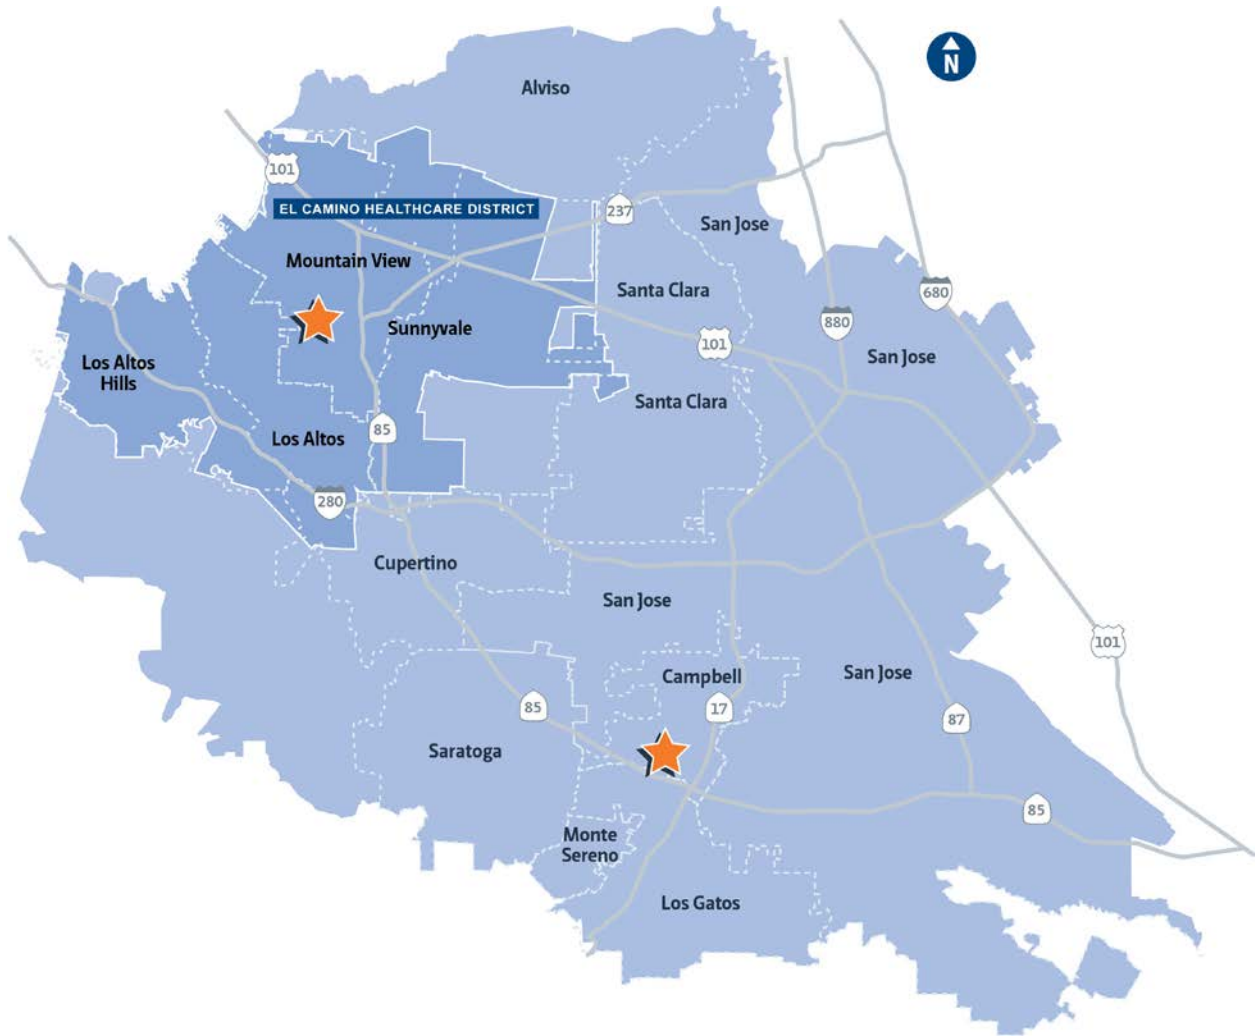 N
Alviso
101
EL CAMINO HEALTHCARE DISTRICT
237
San Jose
Mountain View
Santa Clara
680
880
Sunnyvale
101
San Jose
Los Altos
Hills
Santa Clara
85
Los Altos
280
Cupertino
San Jose
101
Campbell
San Jose
85
17
87
Saratoga
85
Monte
Sereno
Los Gatos